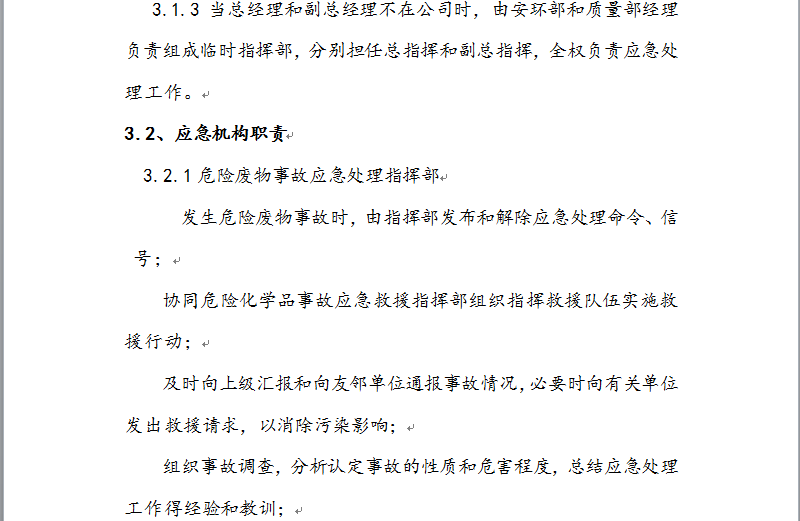 3.1.3 当总经理和副总经理不在公司时，由安环部和质量部经理
负责组成临时指挥部，分别担任总指挥和副总指挥，全权负责应急处
理工作。
3.2、应急机构职责
3.2.1 危险废物事故应急处理指挥部
发生危险废物事故时，由指挥部发布和解除应急处理命令、信
号；
协同危险化学品事故应急救援指挥部组织指挥救援队伍实施救
援行动；
及时向上级汇报和向友邻单位通报事故情况，必要时向有关单位
发出救援请求，以消除污染影响；
组织事故调查，分析认定事故的性质和危害程度，总结应急处理
工作得经验和教训；